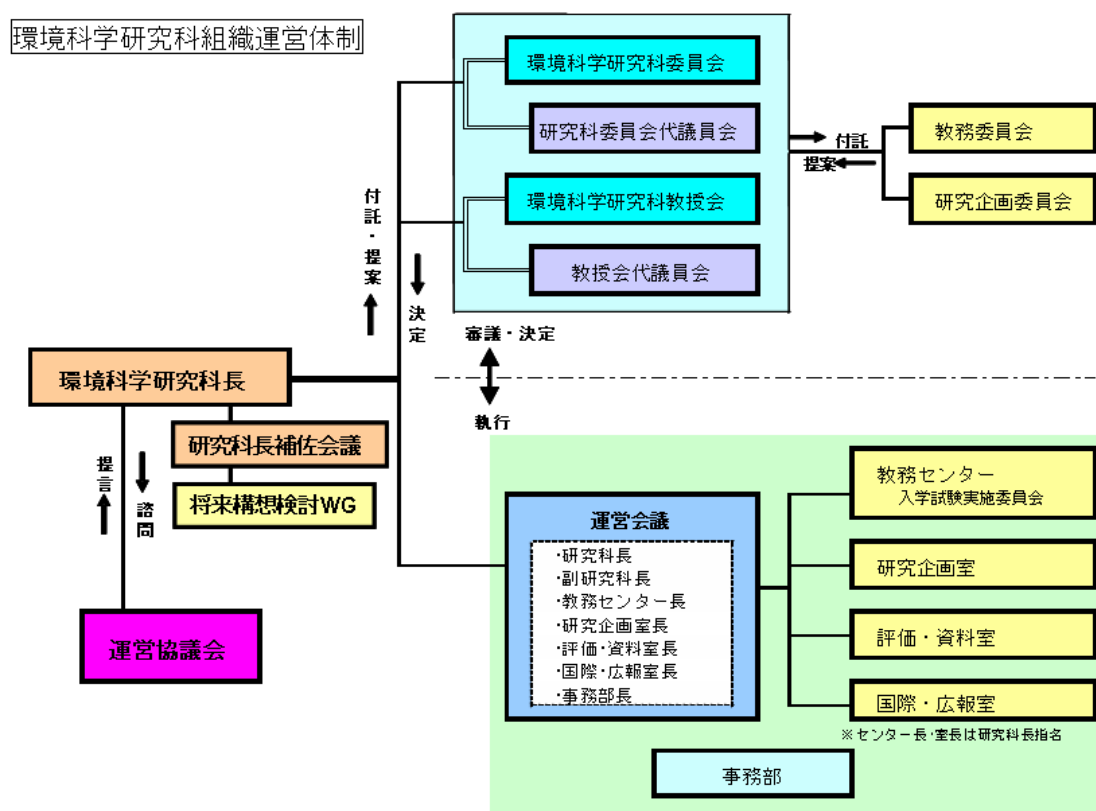 環境科学研究科組織運営体制
環境科学研究科委員会
研究科委員会代議員会
環境科学研究科教授会
教授会代議員会
付託
提案
教務委員会
研究企画委員会
付託・提案
決定
審議・決定
執行
環境科学研究科長
研究科長補佐会議
将来構想検討WG
提言
諮問
運営協議会
運営会議
・研究科長
・副研究科長
・教務センター長
・研究企画室長
・評価・資料室長
・国際・広報室長
・事務部長
教務センター
入学試験実施委員会
研究企画室
評価・資料室
国際・広報室
※センター長・室長は研究科長指名
事務部